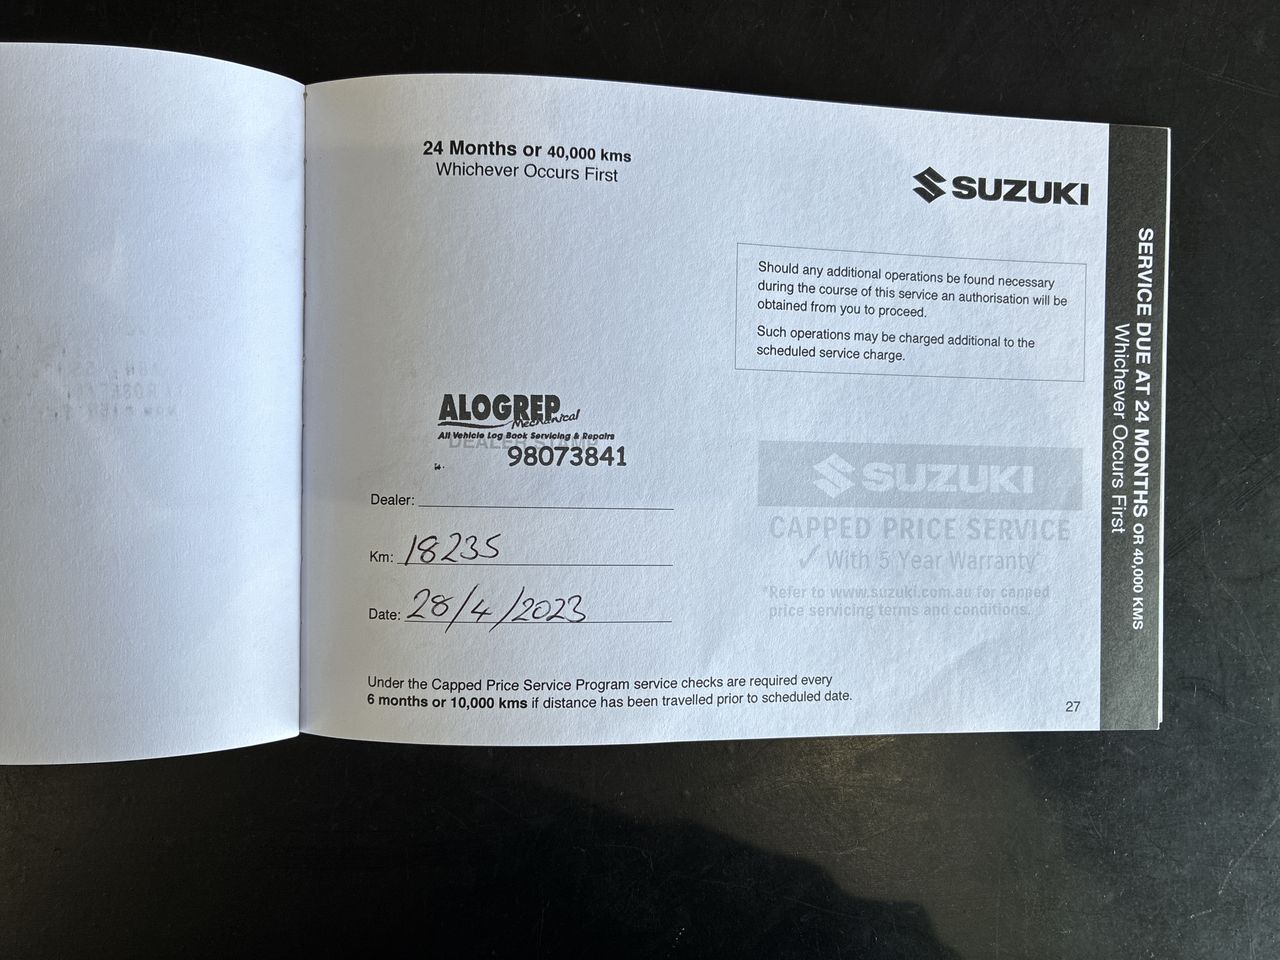 24 Months or 40,000 kms
Whichever Occurs First
SUZUKI
Should any additional operations be found necessary
during the course of this service an authorisation will be
obtained from you to proceed.
Such operations may be charged additional to the
scheduled service charge.
ALOGREP
Mechanical
All Vehicle Log Book Servicing & Repairs
DEALER STAMP
98073841
Dealer:
Km: 18235
Date: 28/4/2023
SUZUKI
CAPPED PRICE SERVICE
With 5 Year Warranty
*Refer to www.suzuki.com.au for capped
price servicing terms and conditions.
Under the Capped Price Service Program service checks are required every
6 months or 10,000 kms if distance has been travelled prior to scheduled date.
27
SERVICE DUE AT 24 MONTHS OR 40,000 KMS
Whichever Occurs First